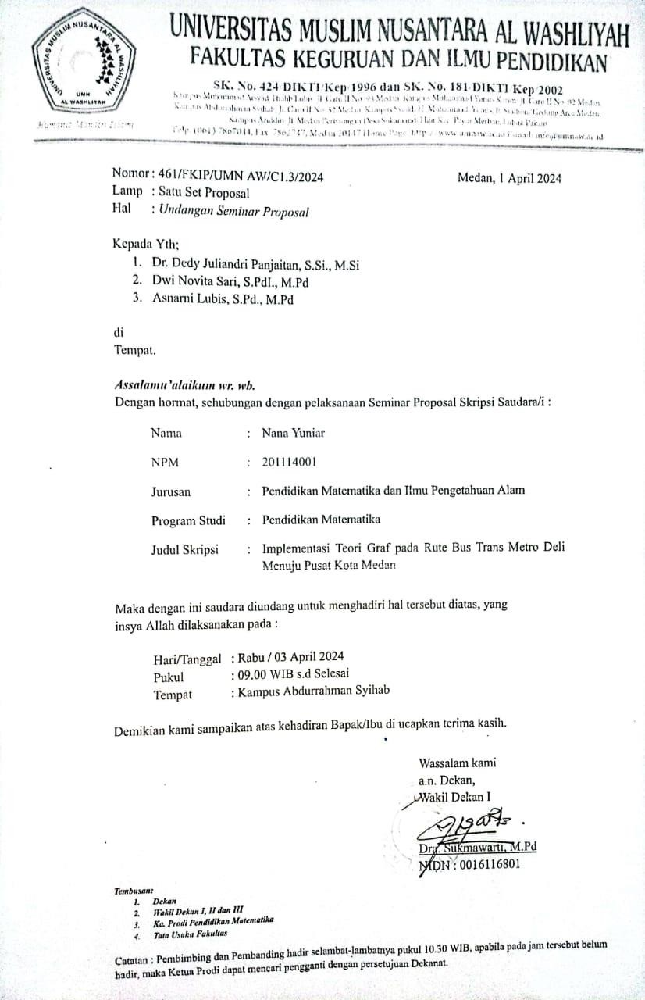 UNIVERSITAS MUSLIM NUSANTARA AL WASHLIYAH
UMN
AL WASHLIYAH
UNIVERSITAS MUSLIM NUSANTARA AL WASHLIYAH
FAKULTAS KEGURUAN DAN ILMU PENDIDIKAN
SK. No. 424/DIKTI/Kep/1996 dan SK. No. 181/DIKTI/Kep/2002
Nomor : 461/FKIP/UMN AW/C1.3/2024
Medan, 1 April 2024
Lamp : Satu Set Proposal
Hal : Undangan Seminar Proposal
Kepada Yth;
1. Dr. Dedy Juliandri Panjaitan, S.Si., M.Si
2. Dwi Novita Sari, S.PdI., M.Pd
3. Asnarni Lubis, S.Pd., M.Pd
di
Tempat.
Assalamu'alaikum wr. wb.
Dengan hormat, sehubungan dengan pelaksanaan Seminar Proposal Skripsi Saudara/i :
Nama : Nana Yuniar
NPM : 201114001
Jurusan : Pendidikan Matematika dan Ilmu Pengetahuan Alam
Program Studi : Pendidikan Matematika
Judul Skripsi : Implementasi Teori Graf pada Rute Bus Trans Metro Deli
Menuju Pusat Kota Medan
Maka dengan ini saudara diundang untuk menghadiri hal tersebut diatas, yang
insya Allah dilaksanakan pada :
Hari/Tanggal : Rabu / 03 April 2024
Pukul : 09.00 WIB s.d Selesai
Tempat : Kampus Abdurrahman Syihab
Demikian kami sampaikan atas kehadiran Bapak/Ibu di ucapkan terima kasih.
Wassalam kami
a.n. Dekan,
Wakil Dekan I
Dra. Sukmawarti, M.Pd
NIDN : 0016116801
Tembusan:
1. Dekan
2. Wakil Dekan I, II dan III
3. Ka. Prodi Pendidikan Matematika
4. Tata Usaha Fakultas
Catatan : Pembimbing dan Pembanding hadir selambat-lambatnya pukul 10.30 WIB, apabila pada jam tersebut belum
hadir, maka Ketua Prodi dapat mencari pengganti dengan persetujuan Dekanat.